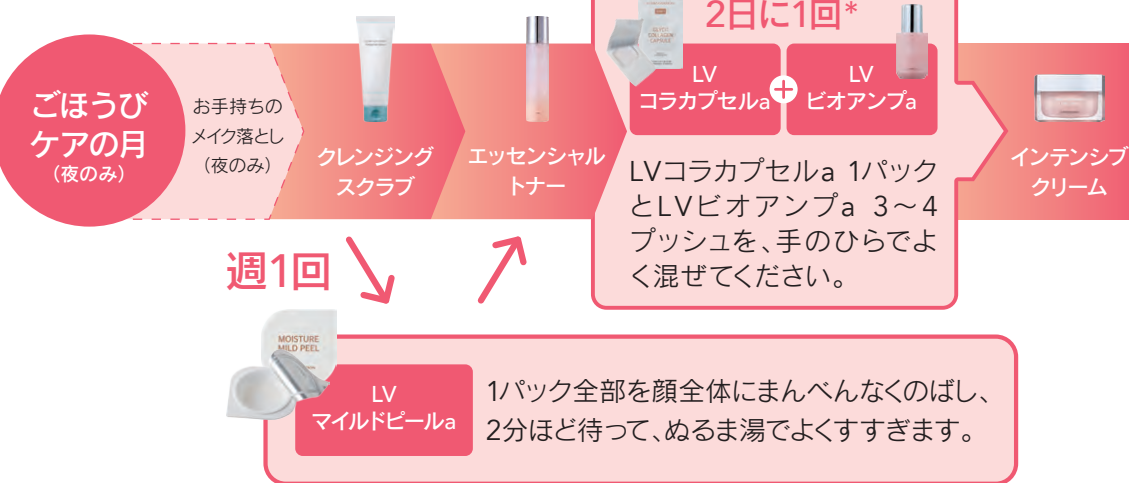 2日に1回*
ごほうび
ケアの月
(夜のみ)
お手持ちの
メイク落とし
(夜のみ)
クレンジング
スクラブ
エッセンシャル
トナー
LV
コラカプセルa
+
LV
ビオアンプa
LVコラカプセルa 1パック
とLVビオアンプa 3〜4
プッシュを、手のひらでよ
く混ぜてください。
インテンシブ
クリーム
週1回
MOISTURE
MILD PEEL
LV
マイルドピールa
1パック全部を顔全体にまんべんなくのばし、
2分ほど待って、ぬるま湯でよくすすぎます。